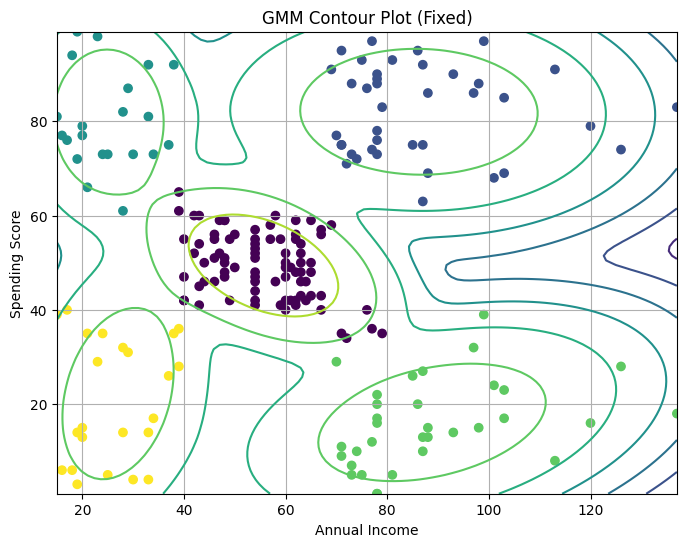 GMM Contour Plot (Fixed)
Spending Score
80
60
40
20
20 40 60 80 100 120
Annual Income